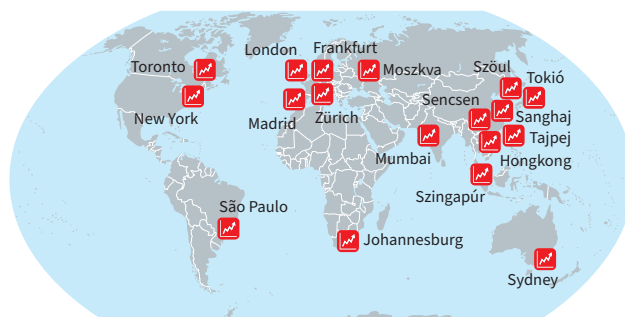 London
Frankfurt
Toronto
Moszkva
Szöul
Tokió
New York
Madrid
Zürich
Sencsen
Sanghaj
Tajpej
Mumbai
Hongkong
Szingapúr
São Paulo
Johannesburg
Sydney